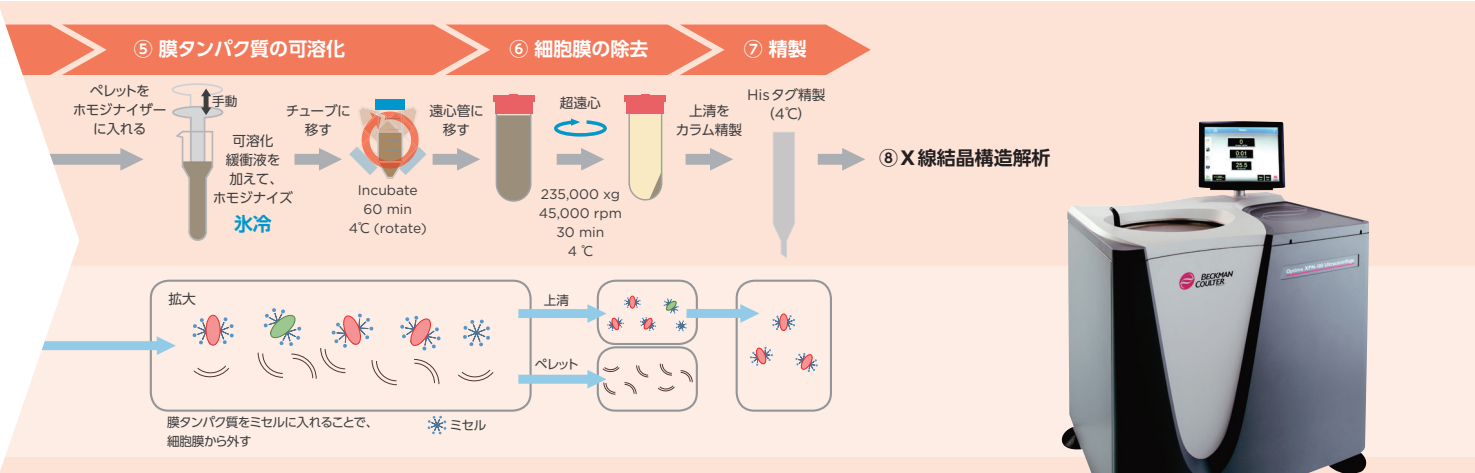 ⑤ 膜タンパク質の可溶化
⑥ 細胞膜の除去
⑦ 精製
ペレットを
ホモジナイザー
に入れる
手動
可溶化
緩衝液を
加えて、
ホモジナイズ
氷冷
チューブに
移す
Incubate
60 min
4℃ (rotate)
遠心管に
移す
超遠心
235,000 xg
45,000 rpm
30 min
4 ℃
上清を
カラム精製
Hisタグ精製
(4℃)
⑧X 線結晶構造解析
拡大
上清
ペレット
膜タンパク質をミセルに入れることで、
細胞膜から外す
ミセル
0
0:01
25.5
BECKMAN
COULTER